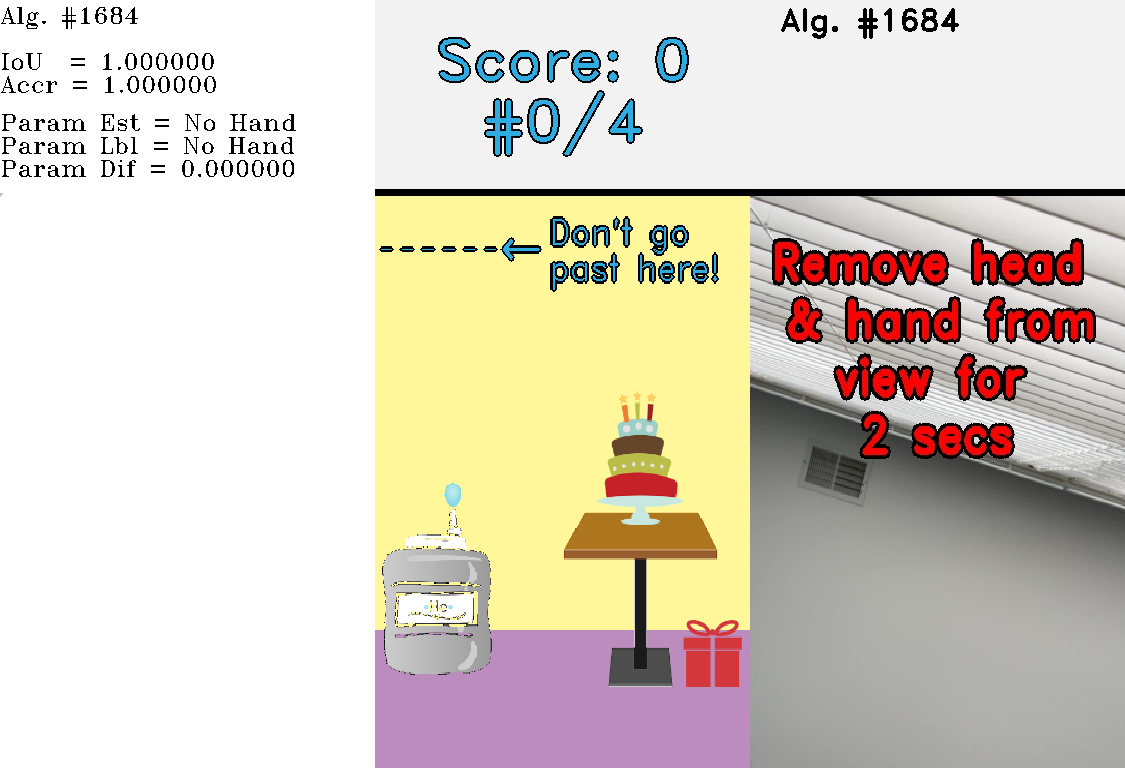 Alg. #1684
IoU = 1.000000
Accr = 1.000000
Param Est = No Hand
Param Lbl = No Hand
Param Dif = 0.000000
Score: 0
#0/4
Alg. #1684
Don't go
past here!
Remove head
& hand from
view for
2 secs